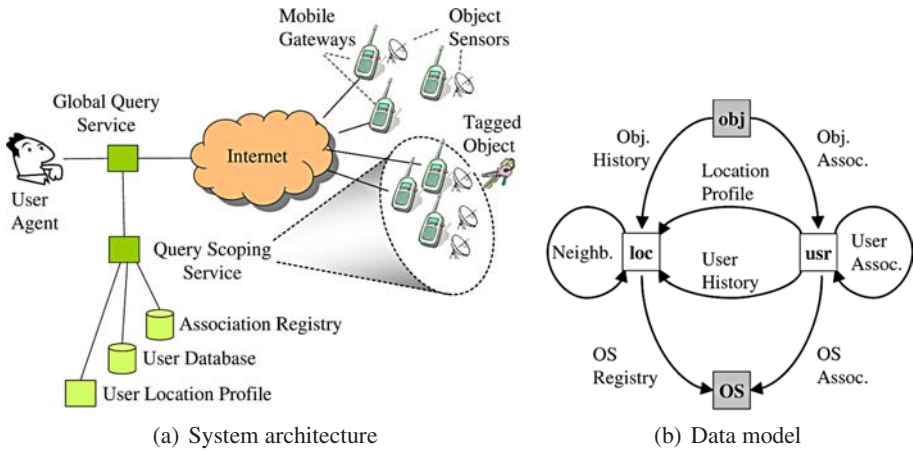 Mobile
Gateways
Object
Sensors
Global Query
Service
Internet
Tagged
Object
User
Agent
Query Scoping
Service
Association Registry
User Database
User Location Profile
(a) System architecture
obj
Obj.
History
Obj.
Assoc.
Location
Profile
Neighb.
loc
User
History
usr
User
Assoc.
OS
Registry
OS
Assoc.
OS
(b) Data model